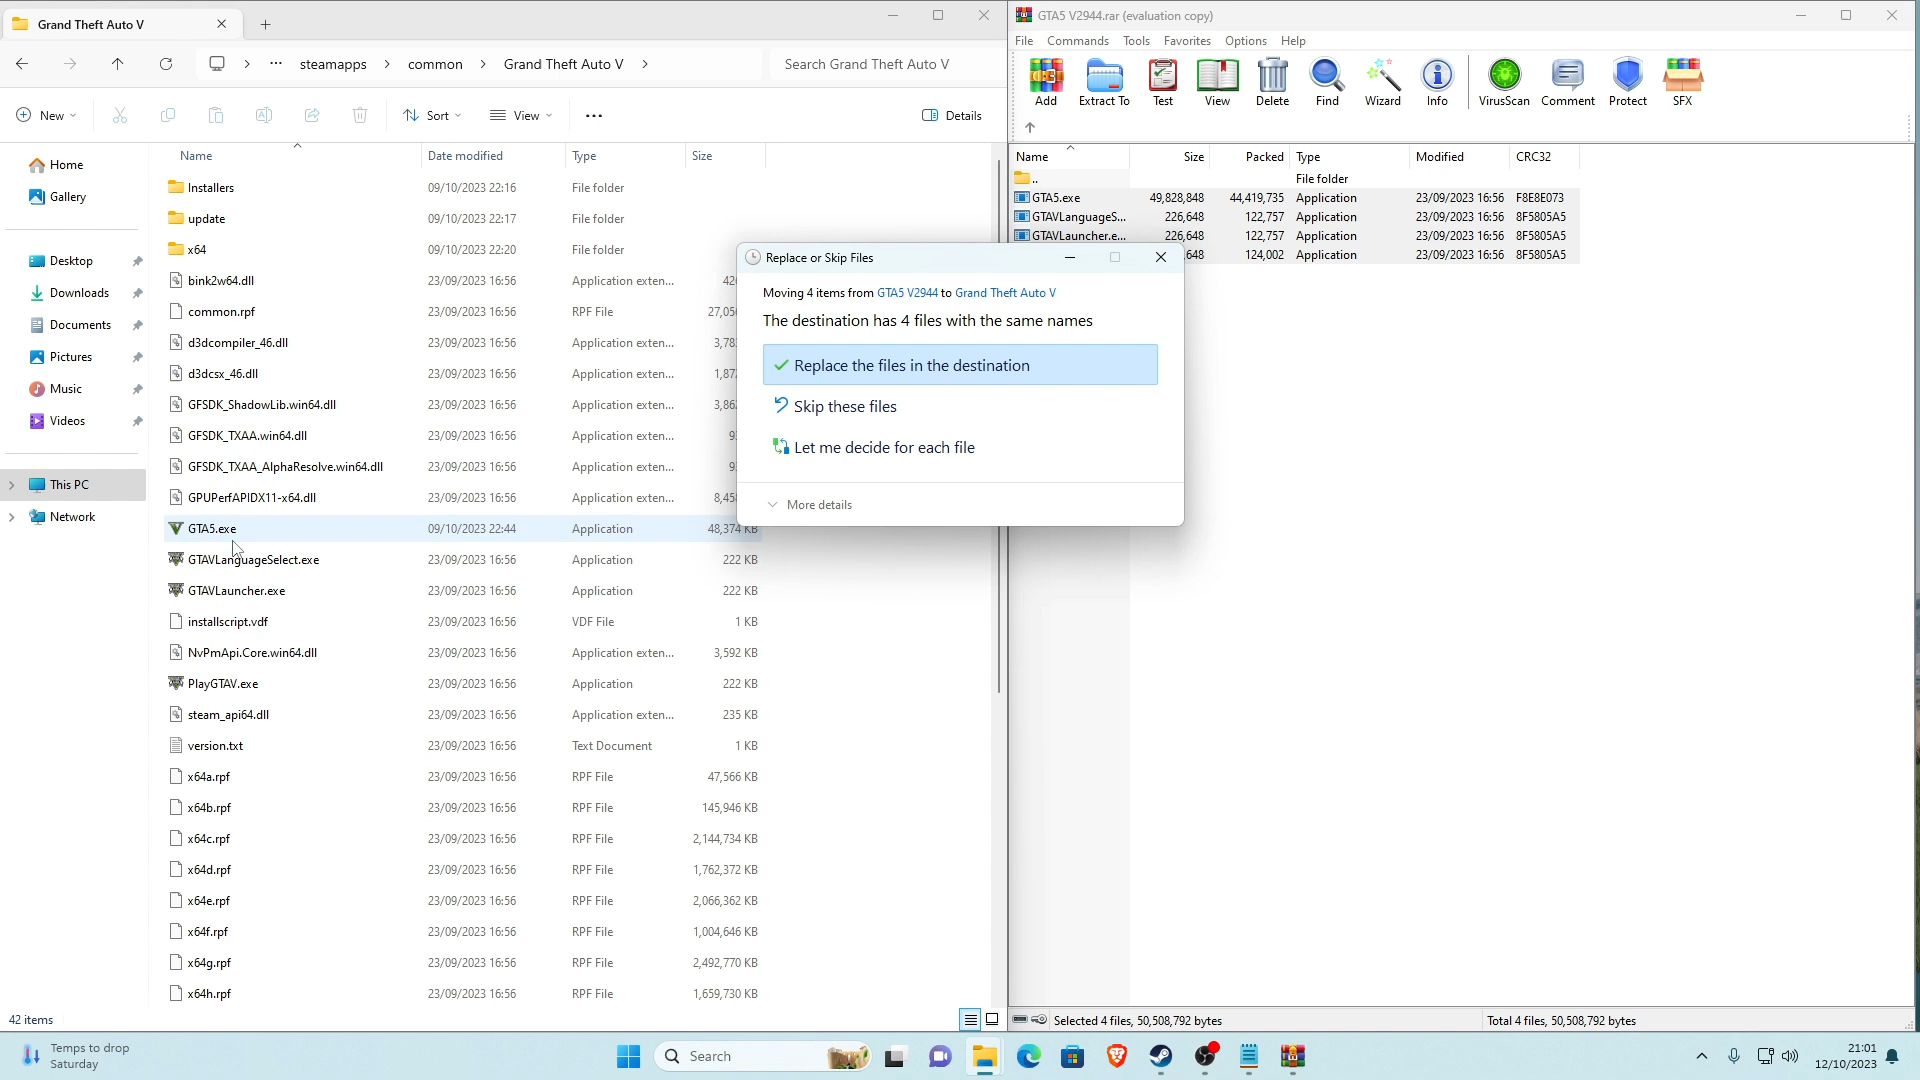 Grand Theft Auto V
steamapps > common > Grand Theft Auto V >
Search Grand Theft Auto V
New
Sort
View
Details
Home
Gallery
Desktop
Downloads
Documents
Pictures
Music
Videos
This PC
Network
Name Date modified Type Size
Installers 09/10/2023 22:16 File folder
update 09/10/2023 22:17 File folder
x64 09/10/2023 22:20 File folder
bink2w64.dll 23/09/2023 16:56 Application exten...
common.rpf 23/09/2023 16:56 RPF File
d3dcompiler_46.dll 23/09/2023 16:56 Application exten...
d3dcsx_46.dll 23/09/2023 16:56 Application exten...
GFSDK_ShadowLib.win64.dll 23/09/2023 16:56 Application exten...
GFSDK_TXAA.win64.dll 23/09/2023 16:56 Application exten...
GFSDK_TXAA_AlphaResolve.win64.dll 23/09/2023 16:56 Application exten...
GPUPerfAPIDX11-x64.dll 23/09/2023 16:56 Application exten...
GTA5.exe 09/10/2023 22:44 Application 48,374 KB
GTAVLanguageSelect.exe 23/09/2023 16:56 Application 222 KB
GTAVLauncher.exe 23/09/2023 16:56 Application 222 KB
installscript.vdf 23/09/2023 16:56 VDF File 1 KB
NvPmApi.Core.win64.dll 23/09/2023 16:56 Application exten... 3,592 KB
PlayGTAV.exe 23/09/2023 16:56 Application 222 KB
steam_api64.dll 23/09/2023 16:56 Application exten... 235 KB
version.txt 23/09/2023 16:56 Text Document 1 KB
x64a.rpf 23/09/2023 16:56 RPF File 47,566 KB
x64b.rpf 23/09/2023 16:56 RPF File 145,946 KB
x64c.rpf 23/09/2023 16:56 RPF File 2,144,734 KB
x64d.rpf 23/09/2023 16:56 RPF File 1,762,372 KB
x64e.rpf 23/09/2023 16:56 RPF File 2,066,362 KB
x64f.rpf 23/09/2023 16:56 RPF File 1,004,646 KB
x64g.rpf 23/09/2023 16:56 RPF File 2,492,770 KB
x64h.rpf 23/09/2023 16:56 RPF File 1,659,730 KB
42 items
GTA5 V2944.rar (evaluation copy)
File Commands Tools Favorites Options Help
Add Extract To Test View Delete Find Wizard Info VirusScan Comment Protect SFX
Name Size Packed Type Modified CRC32
.. File folder
GTA5.exe 49,828,848 44,419,735 Application 23/09/2023 16:56 F8E8E073
GTAVLanguageS... 226,648 122,757 Application 23/09/2023 16:56 8F5805A5
GTAVLauncher.e... 226,648 122,757 Application 23/09/2023 16:56 8F5805A5
648 124,002 Application 23/09/2023 16:56 8F5805A5
Replace or Skip Files
Moving 4 items from GTA5 V2944 to Grand Theft Auto V
The destination has 4 files with the same names
Replace the files in the destination
Skip these files
Let me decide for each file
More details
Selected 4 files, 50,508,792 bytes
Total 4 files, 50,508,792 bytes
Temps to drop
Saturday
Search
21:01
12/10/2023